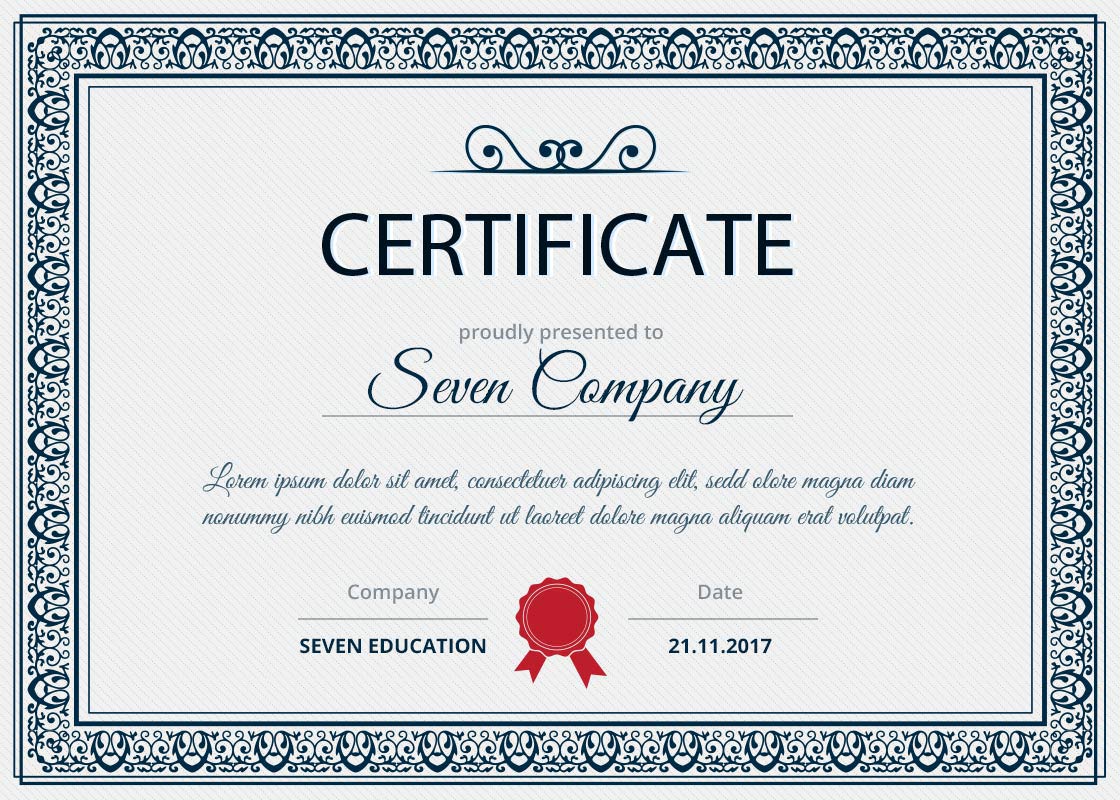 CERTIFICATE
proudly presented to
Seven Company
Lorem ipsum dolor sit amet, consectetuer adipiscing elit, sedd olore magna diam
nonummy nibh euismod tincidunt ut laoreet dolore magna aliquam erat volutpat.
Company
Date
SEVEN EDUCATION
21.11.2017